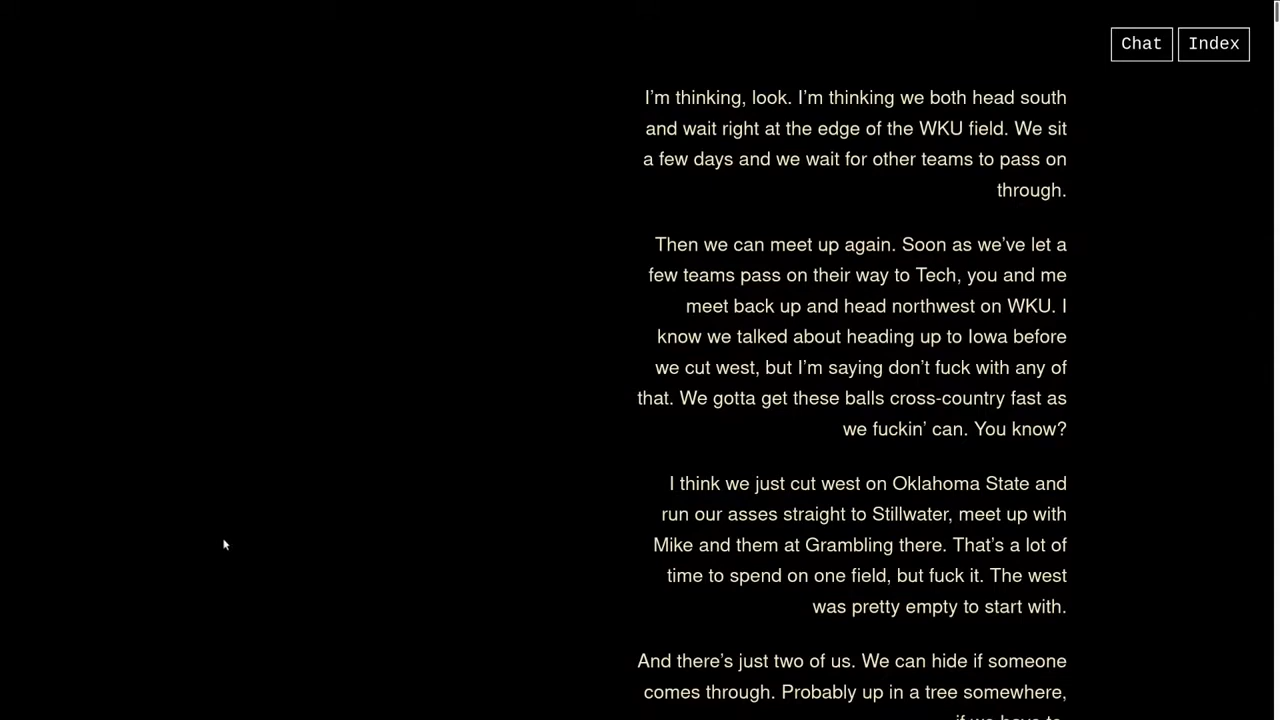 Chat Index
I’m thinking, look. I’m thinking we both head south
and wait right at the edge of the WKU field. We sit
a few days and we wait for other teams to pass on
through.
Then we can meet up again. Soon as we’ve let a
few teams pass on their way to Tech, you and me
meet back up and head northwest on WKU. I
know we talked about heading up to Iowa before
we cut west, but I’m saying don’t fuck with any of
that. We gotta get these balls cross-country fast as
we fuckin’ can. You know?
I think we just cut west on Oklahoma State and
run our asses straight to Stillwater, meet up with
Mike and them at Grambling there. That’s a lot of
time to spend on one field, but fuck it. The west
was pretty empty to start with.
And there’s just two of us. We can hide if someone
comes through. Probably up in a tree somewhere,
if we have to.